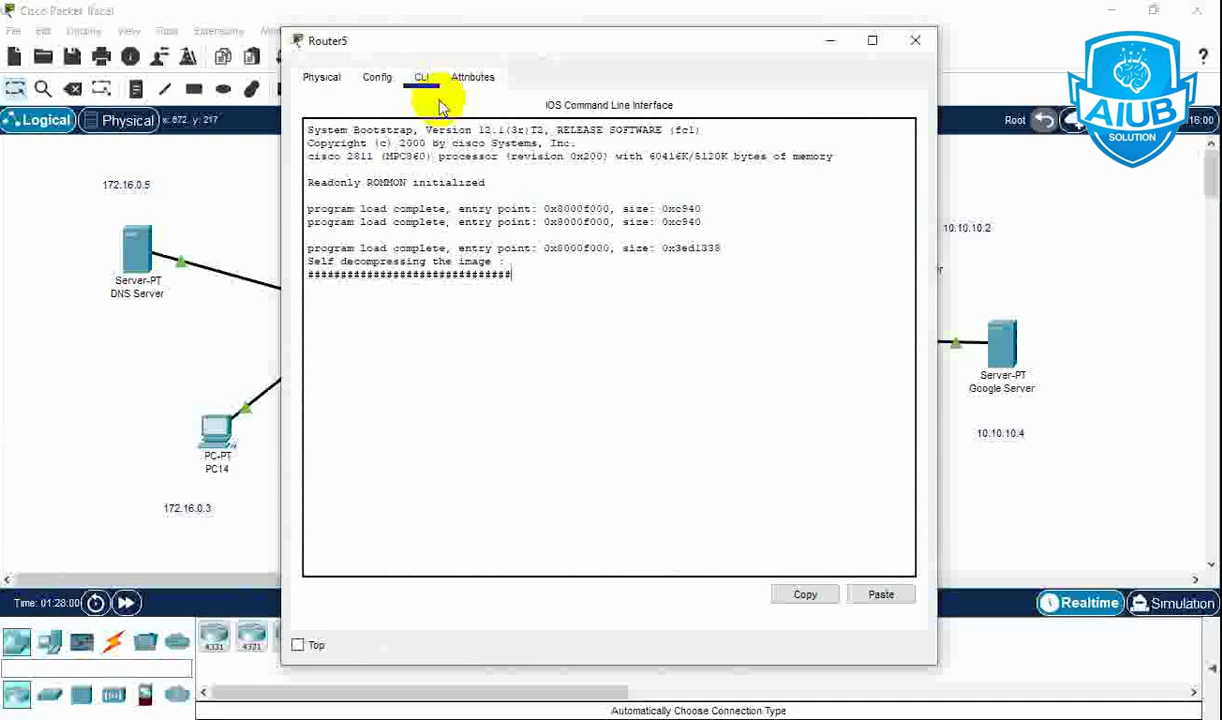 Cisco Packet Tracer
File Edit Options View Tools Extensions
Logical
Physical
x: 672, y: 217
Root
16:00
AIUB
SOLUTION
Router5
Physical
Config
CLI
Attributes
IOS Command Line Interface
System Bootstrap, Version 12.1(3r)T2, RELEASE SOFTWARE (fc1)
Copyright (c) 2000 by cisco Systems, Inc.
cisco 2811 (MPC860) processor (revision 0x200) with 60416K/5120K bytes of memory
Readonly ROMMON initialized
program load complete, entry point: 0x8000f000, size: 0xc940
program load complete, entry point: 0x8000f000, size: 0xc940
program load complete, entry point: 0x8000f000, size: 0x3ed1338
Self decompressing the image :
###############################
Copy
Paste
Top
172.16.0.5
Server-PT
DNS Server
PC-PT
PC14
172.16.0.3
10.10.10.2
Server-PT
Google Server
10.10.10.4
Time: 01:28:00
Realtime
Simulation
4331
4321
Automatically Choose Connection Type